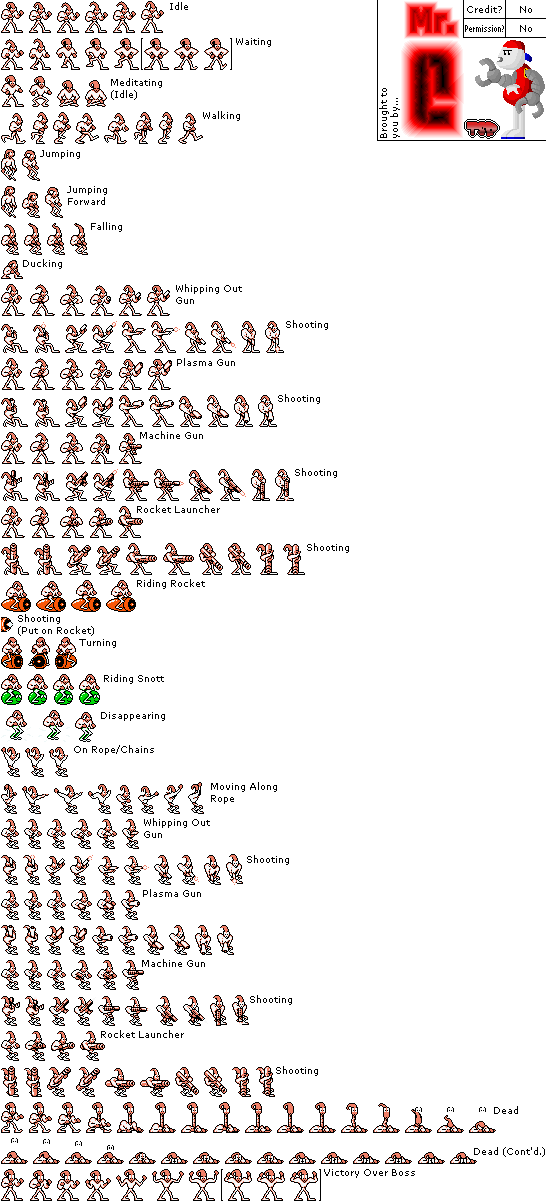 Idle
Credit? No
Permission? No
Mr.
C
Brought to
you by...
TSR
Waiting
Meditating
(Idle)
Walking
Jumping
Jumping
Forward
Falling
Ducking
Whipping Out
Gun
Shooting
Plasma Gun
Shooting
Machine Gun
Shooting
Rocket Launcher
Shooting
Riding Rocket
Shooting
(Put on Rocket)
Turning
Riding Snott
Disappearing
On Rope/Chains
Moving Along
Rope
Whipping Out
Gun
Shooting
Plasma Gun
Machine Gun
Shooting
Rocket Launcher
Shooting
Dead
Dead (Cont'd.)
Victory Over Boss